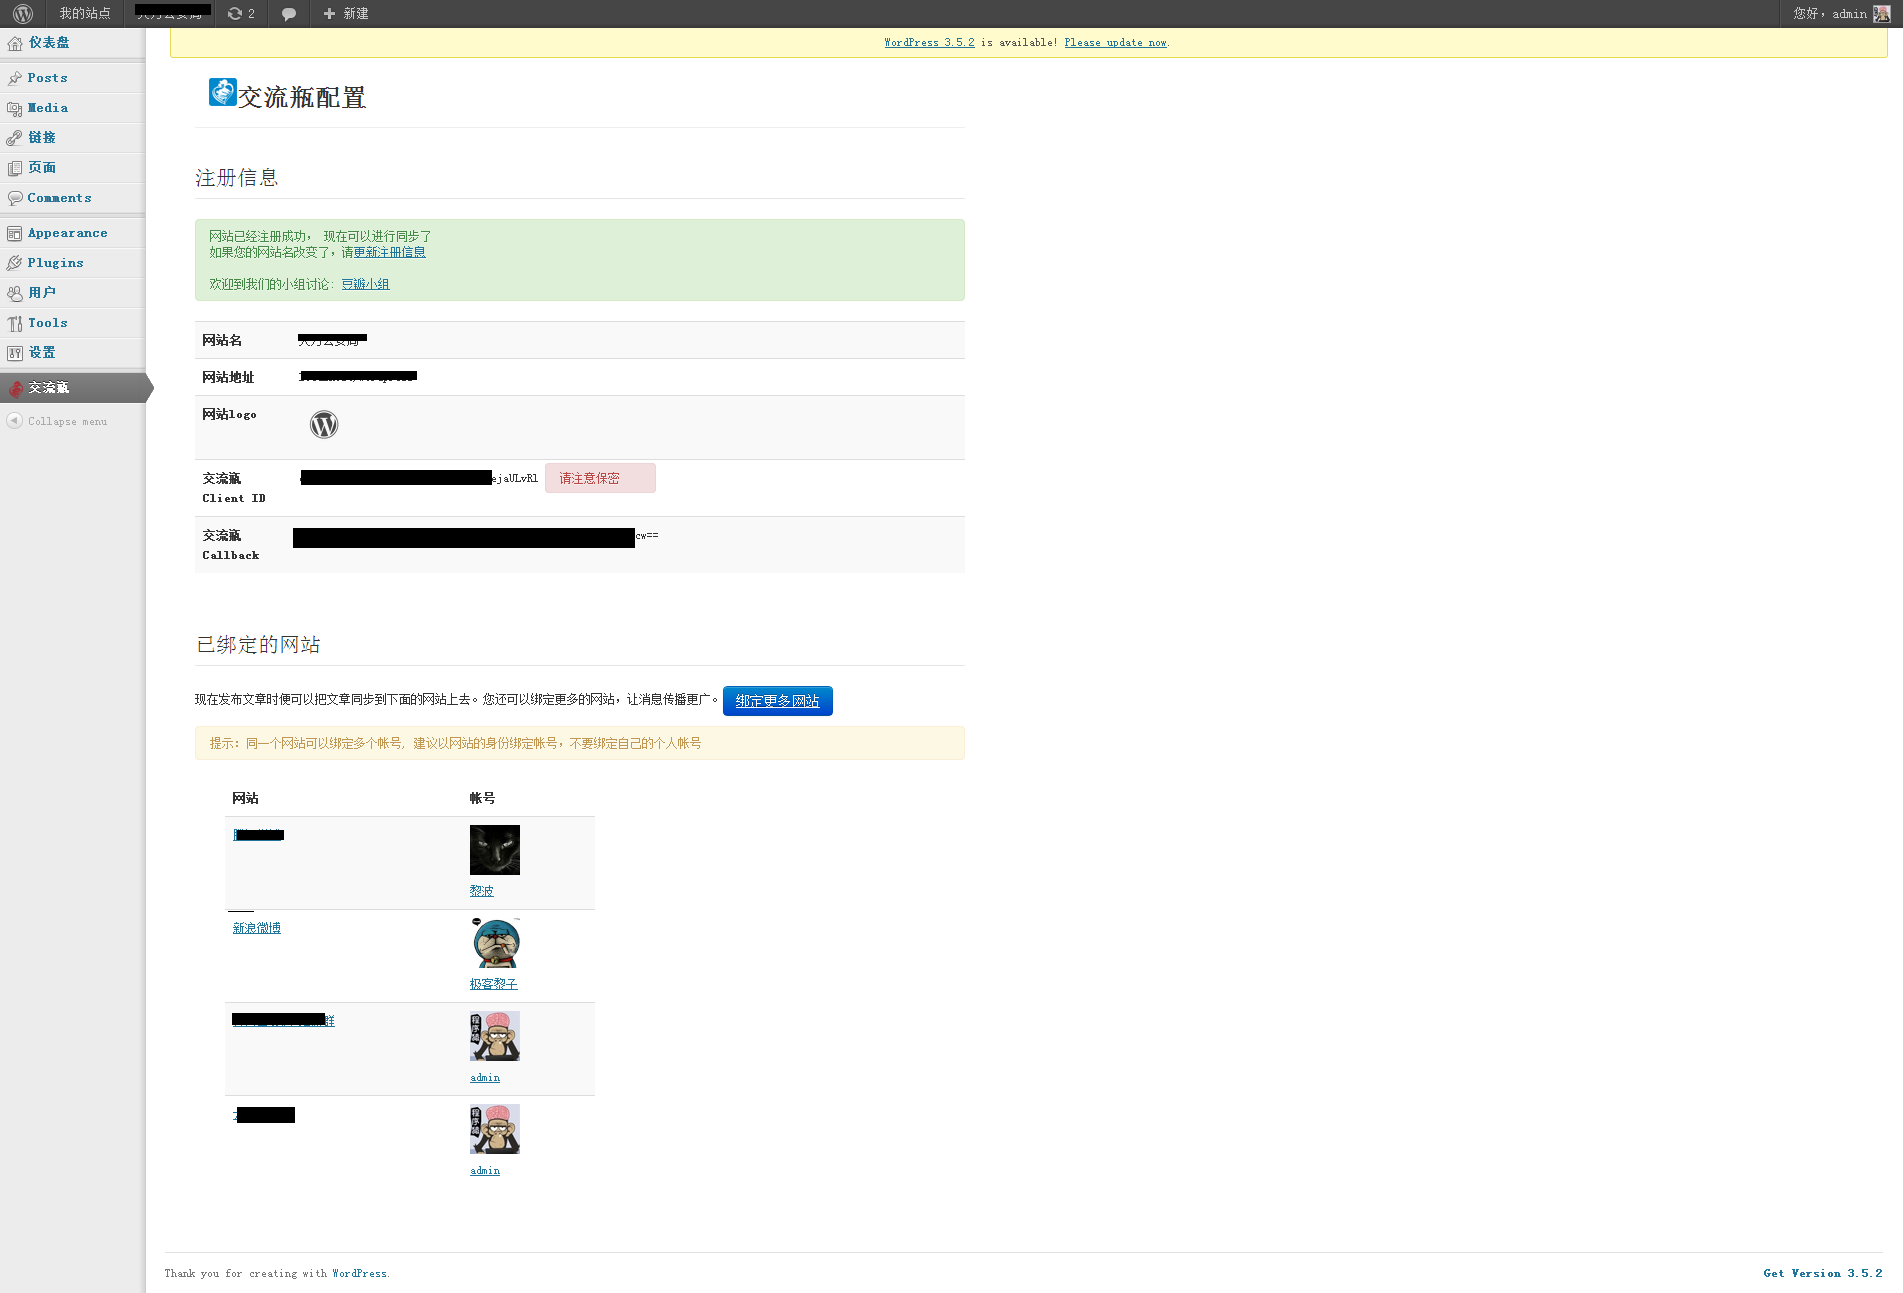 我的站点
2
新建
您好，admin
仪表盘
Posts
Media
链接
页面
Comments
Appearance
Plugins
用户
Tools
设置
交流瓶
Collapse menu
WordPress 3.5.2 is available! Please update now.
交流瓶配置
注册信息
网站已经注册成功， 现在可以进行同步了
如果您的网站名改变了，请更新注册信息
欢迎到我们的小组讨论：豆瓣小组
网站名
网站地址
网站logo
交流瓶
Client ID
ejaULvRl
请注意保密
交流瓶
Callback
cw==
已绑定的网站
现在发布文章时便可以把文章同步到下面的网站上去。您还可以绑定更多的网站，让消息传播更广。
绑定更多网站
提示：同一个网站可以绑定多个帐号, 建议以网站的身份绑定帐号，不要绑定自己的个人帐号
网站
帐号
黎波
新浪微博
极客黎子
群
程序猿
admin
程序猿
admin
Thank you for creating with WordPress.
Get Version 3.5.2